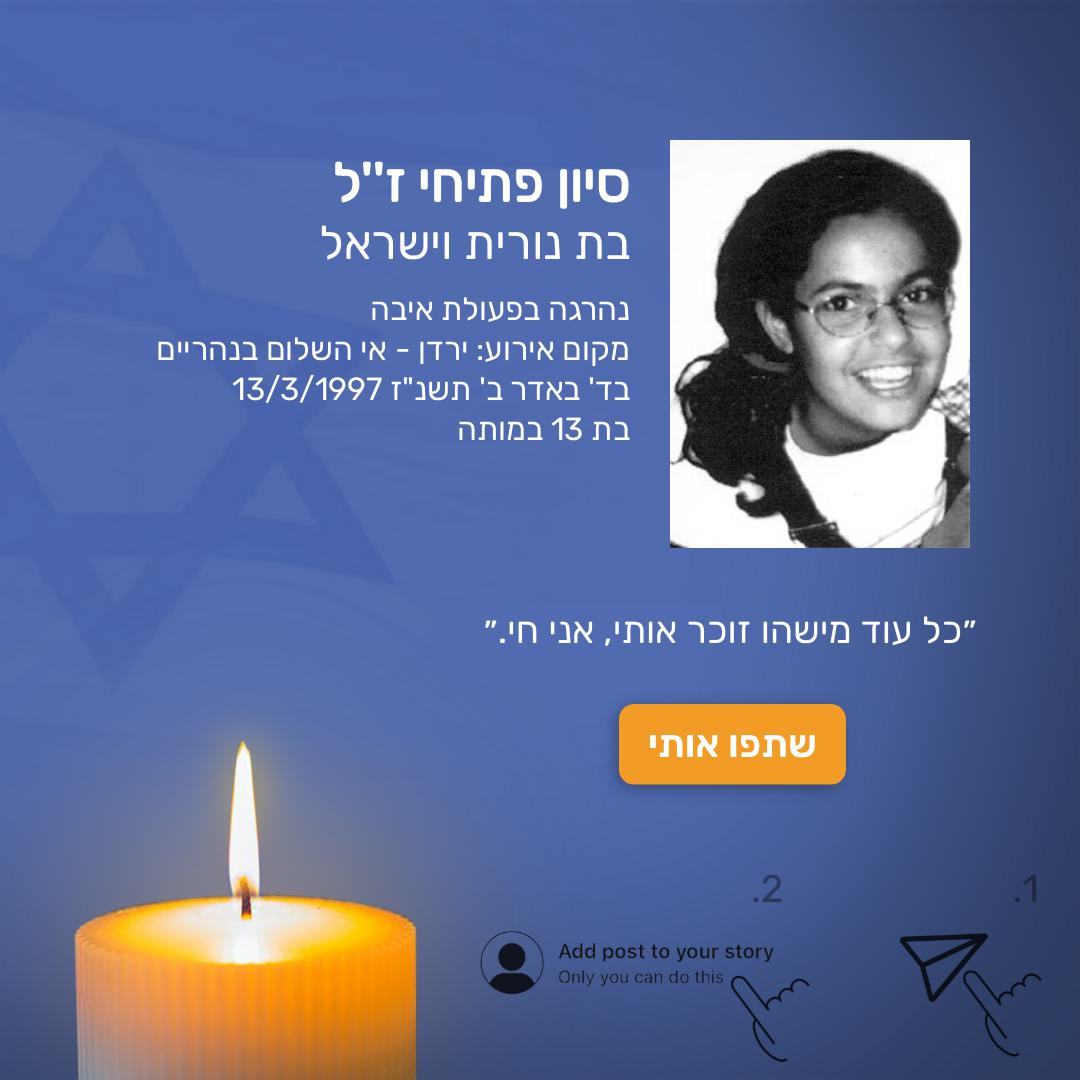 סיון פתיחי ז"ל
בת נורית וישראל
נהרגה בפעולת איבה
מקום אירוע: ירדן - אי השלום בנהריים
בד' באדר ב' תשנ"ז 13/3/1997
בת 13 במותה
״כל עוד מישהו זוכר אותי, אני חי.״
שתפו אותי
1.
2.
Add post to your story
Only you can do this